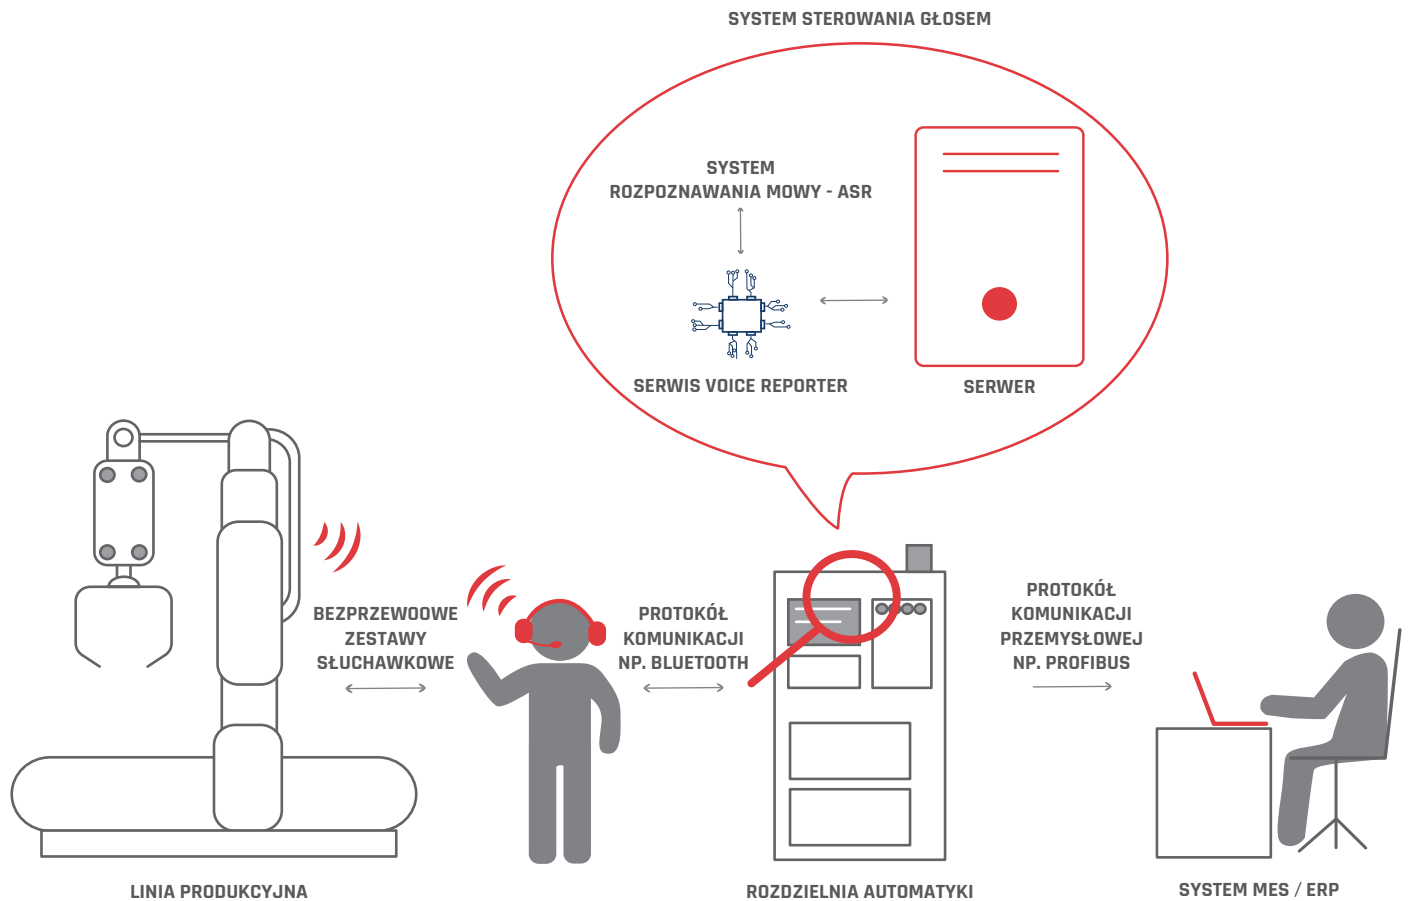 SYSTEM STEROWANIA GŁOSEM
SYSTEM
ROZPOZNAWANIA MOWY - ASR
SERWIS VOICE REPORTER
SERWER
BEZPRZEWOOWE
ZESTAWY
SŁUCHAWKOWE
PROTOKÓŁ
KOMUNIKACJI
NP. BLUETOOTH
PROTOKÓŁ
KOMUNIKACJI
PRZEMYSŁOWEJ
NP. PROFIBUS
LINIA PRODUKCYJNA
ROZDZIELNIA AUTOMATYKI
SYSTEM MES / ERP